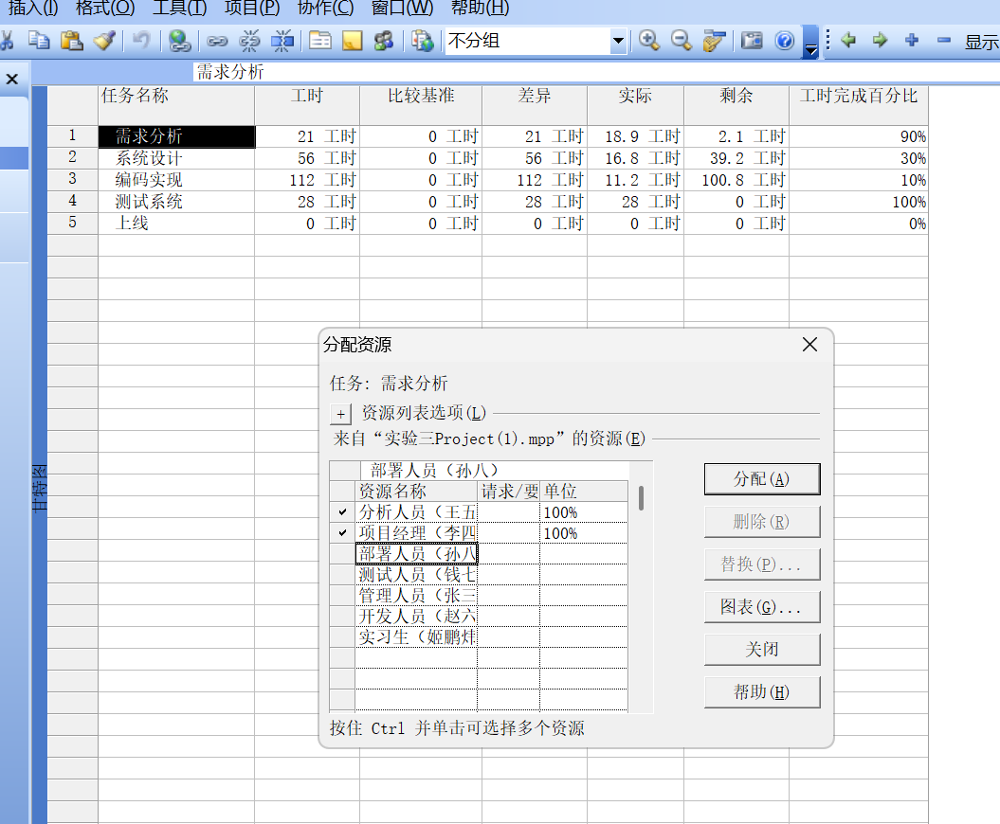 插入(I) 格式(O) 工具(T) 项目(P) 协作(C) 窗口(W) 帮助(H)
不分组 显示
需求分析
任务名称 工时 比较基准 差异 实际 剩余 工时完成百分比
1 需求分析 21 工时 0 工时 21 工时 18.9 工时 2.1 工时 90%
2 系统设计 56 工时 0 工时 56 工时 16.8 工时 39.2 工时 30%
3 编码实现 112 工时 0 工时 112 工时 11.2 工时 100.8 工时 10%
4 测试系统 28 工时 0 工时 28 工时 28 工时 0 工时 100%
5 上线 0 工时 0 工时 0 工时 0 工时 0 工时 0%
甘特图
分配资源
任务: 需求分析
+ 资源列表选项(L)
来自“实验三Project(1).mpp”的资源(E)
部署人员（孙八）
资源名称 请求/要 单位
分析人员（王五 100%
项目经理（李四 100%
部署人员（孙八
测试人员（钱七
管理人员（张三
开发人员（赵六
实习生（姬鹏炜
分配(A)
删除(R)
替换(P)...
图表(G)...
关闭
帮助(H)
按住 Ctrl 并单击可选择多个资源